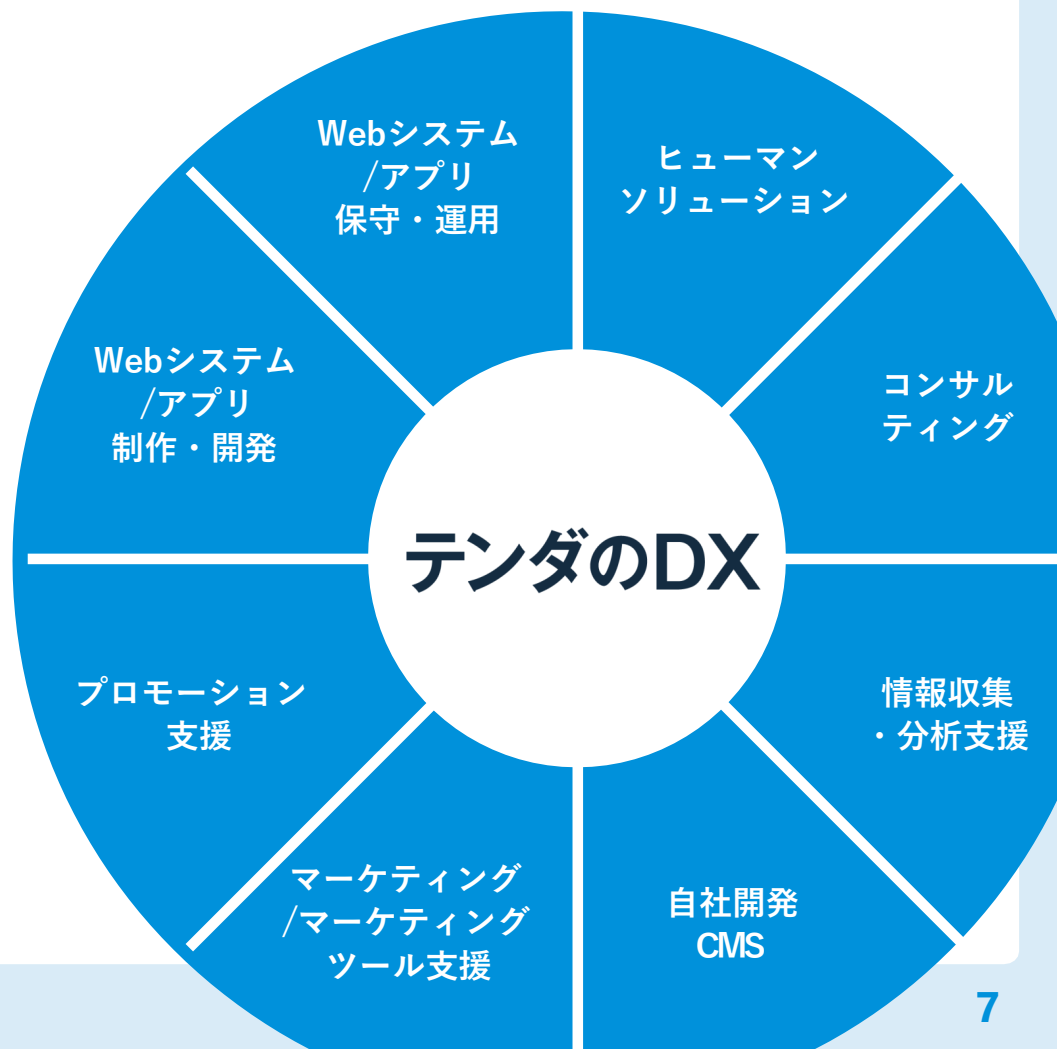 Webシステム
/アプリ
保守・運用
ヒューマン
ソリューション
Webシステム
/アプリ
制作・開発
コンサル
ティング
テンダのDX
プロモーション
支援
情報収集
・分析支援
マーケティング
/マーケティング
ツール支援
自社開発
CMS
7